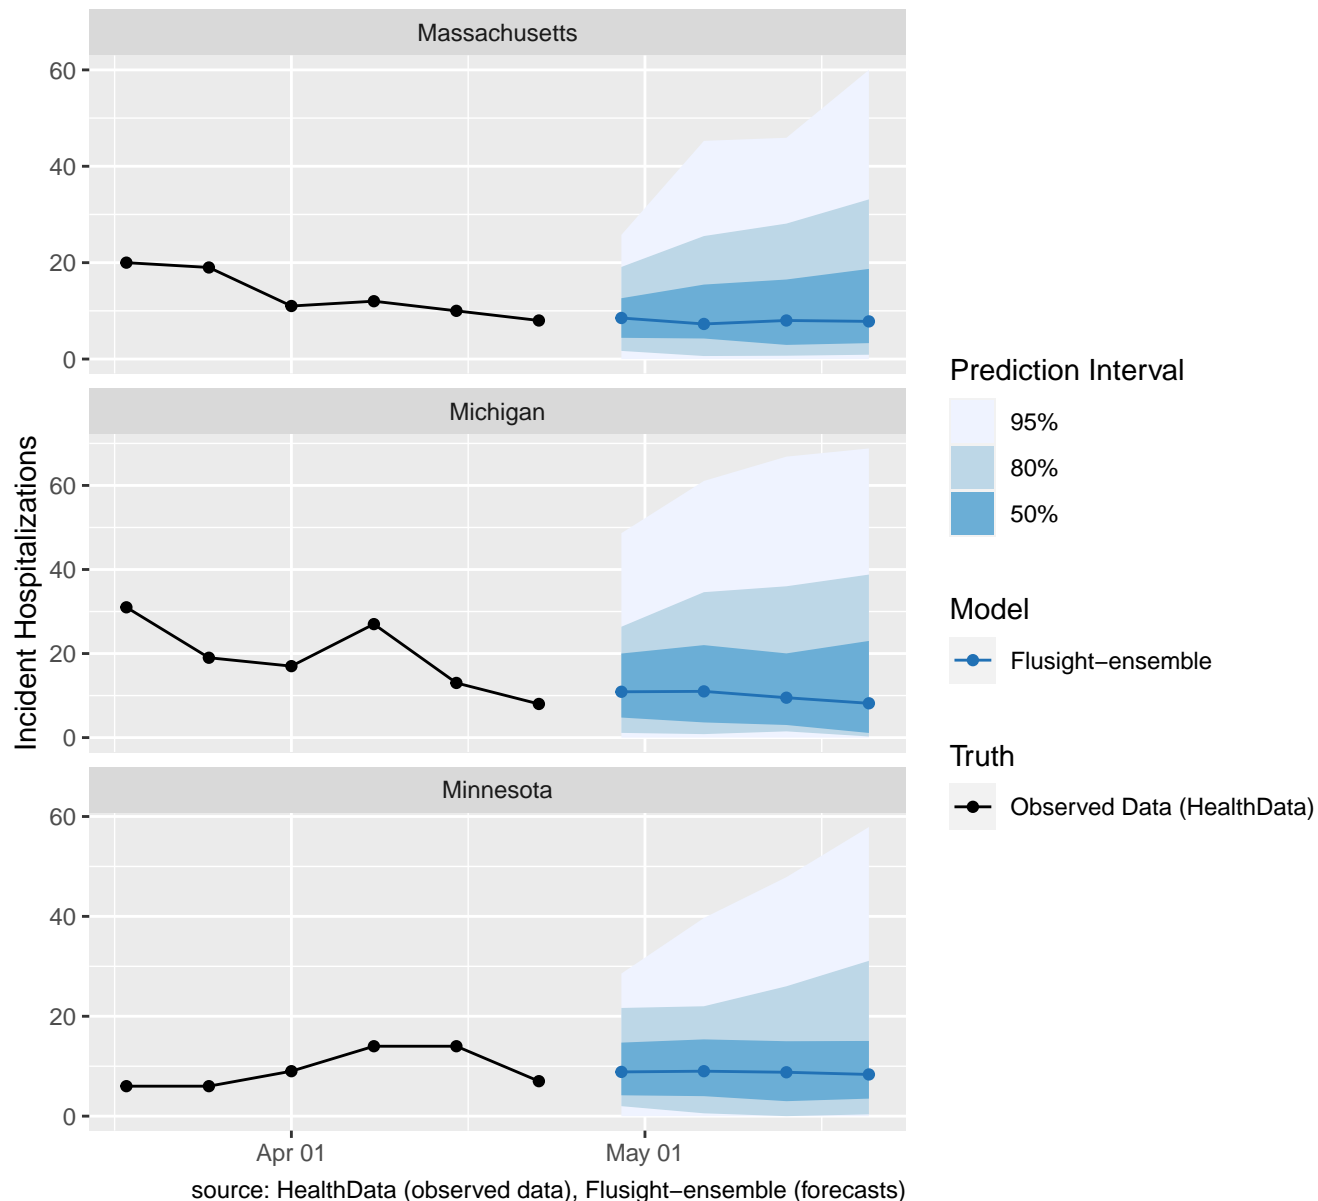 Massachusetts
60
40
20
0
Michigan
60
40
20
0
Minnesota
60
40
20
0
Incident Hospitalizations
Apr 01
May 01
source: HealthData (observed data), Flusight−ensemble (forecasts)
Prediction Interval
95%
80%
50%
Model
Flusight−ensemble
Truth
Observed Data (HealthData)